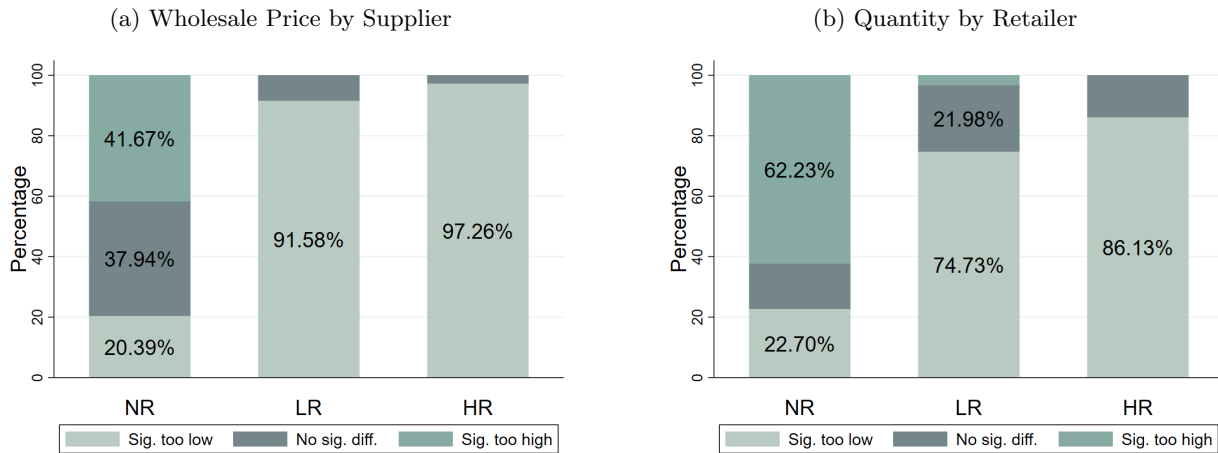 (a) Wholesale Price by Supplier
Percentage
100
80
60
40
20
0
41.67%
37.94%
20.39%
91.58%
97.26%
NR LR HR
Sig. too low No sig. diff. Sig. too high
(b) Quantity by Retailer
Percentage
100
80
60
40
20
0
62.23%
22.70%
21.98%
74.73%
86.13%
NR LR HR
Sig. too low No sig. diff. Sig. too high